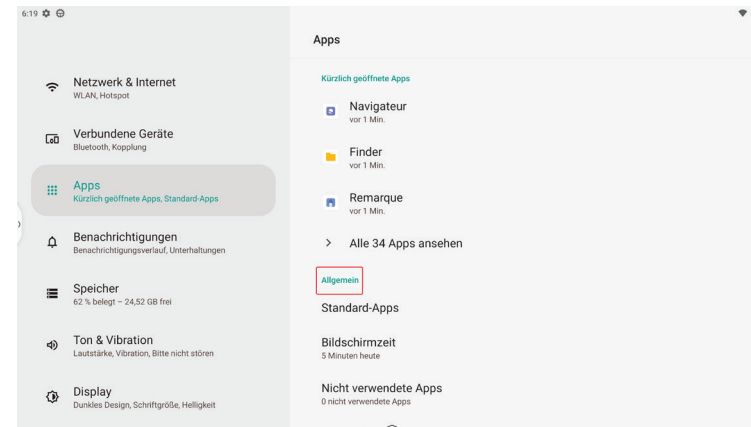 6:19
Apps
Netzwerk & Internet
WLAN, Hotspot
Verbundene Geräte
Bluetooth, Kopplung
Apps
Kürzlich geöffnete Apps, Standard-Apps
Benachrichtigungen
Benachrichtigungsverlauf, Unterhaltungen
Speicher
62 % belegt – 24,52 GB frei
Ton & Vibration
Lautstärke, Vibration, Bitte nicht stören
Display
Dunkles Design, Schriftgröße, Helligkeit
Kürzlich geöffnete Apps
Navigateur
vor 1 Min.
Finder
vor 1 Min.
Remarque
vor 1 Min.
Alle 34 Apps ansehen
Allgemein
Standard-Apps
Bildschirmzeit
5 Minuten heute
Nicht verwendete Apps
0 nicht verwendete Apps